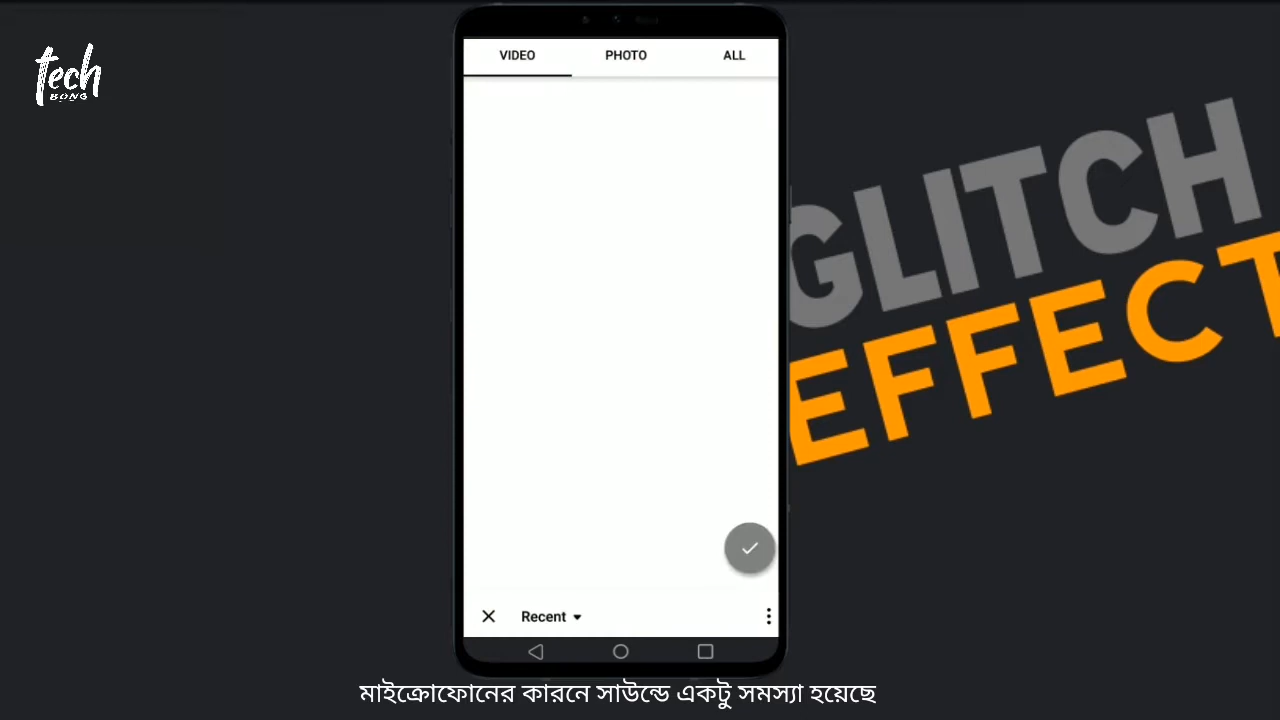 tech
BONG
VIDEO PHOTO ALL
GLITCH
EFFECT
Recent
মাইক্রোফোনের কারনে সাউন্ডে একটু সমস্যা হয়েছে